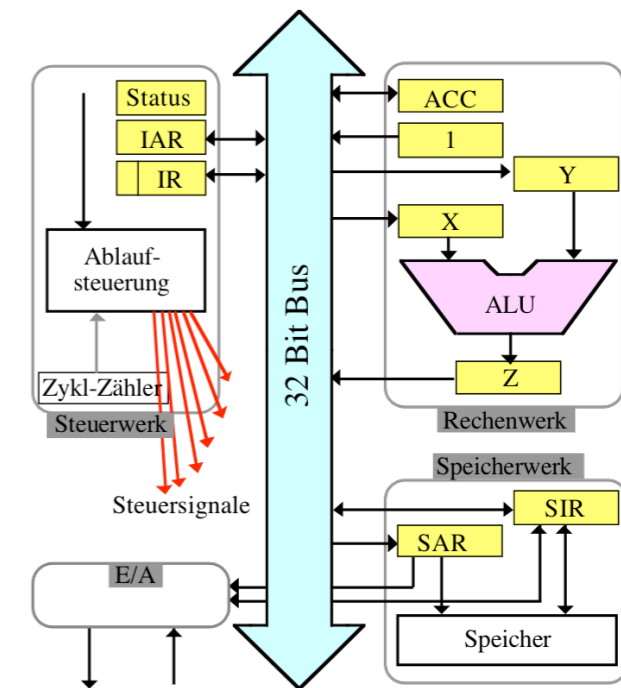 Status
IAR
IR
Ablauf-
steuerung
Zykl-Zähler
Steuerwerk
Steuersignale
E/A
32 Bit Bus
ACC
1
Y
X
ALU
Z
Rechenwerk
Speicherwerk
SIR
SAR
Speicher